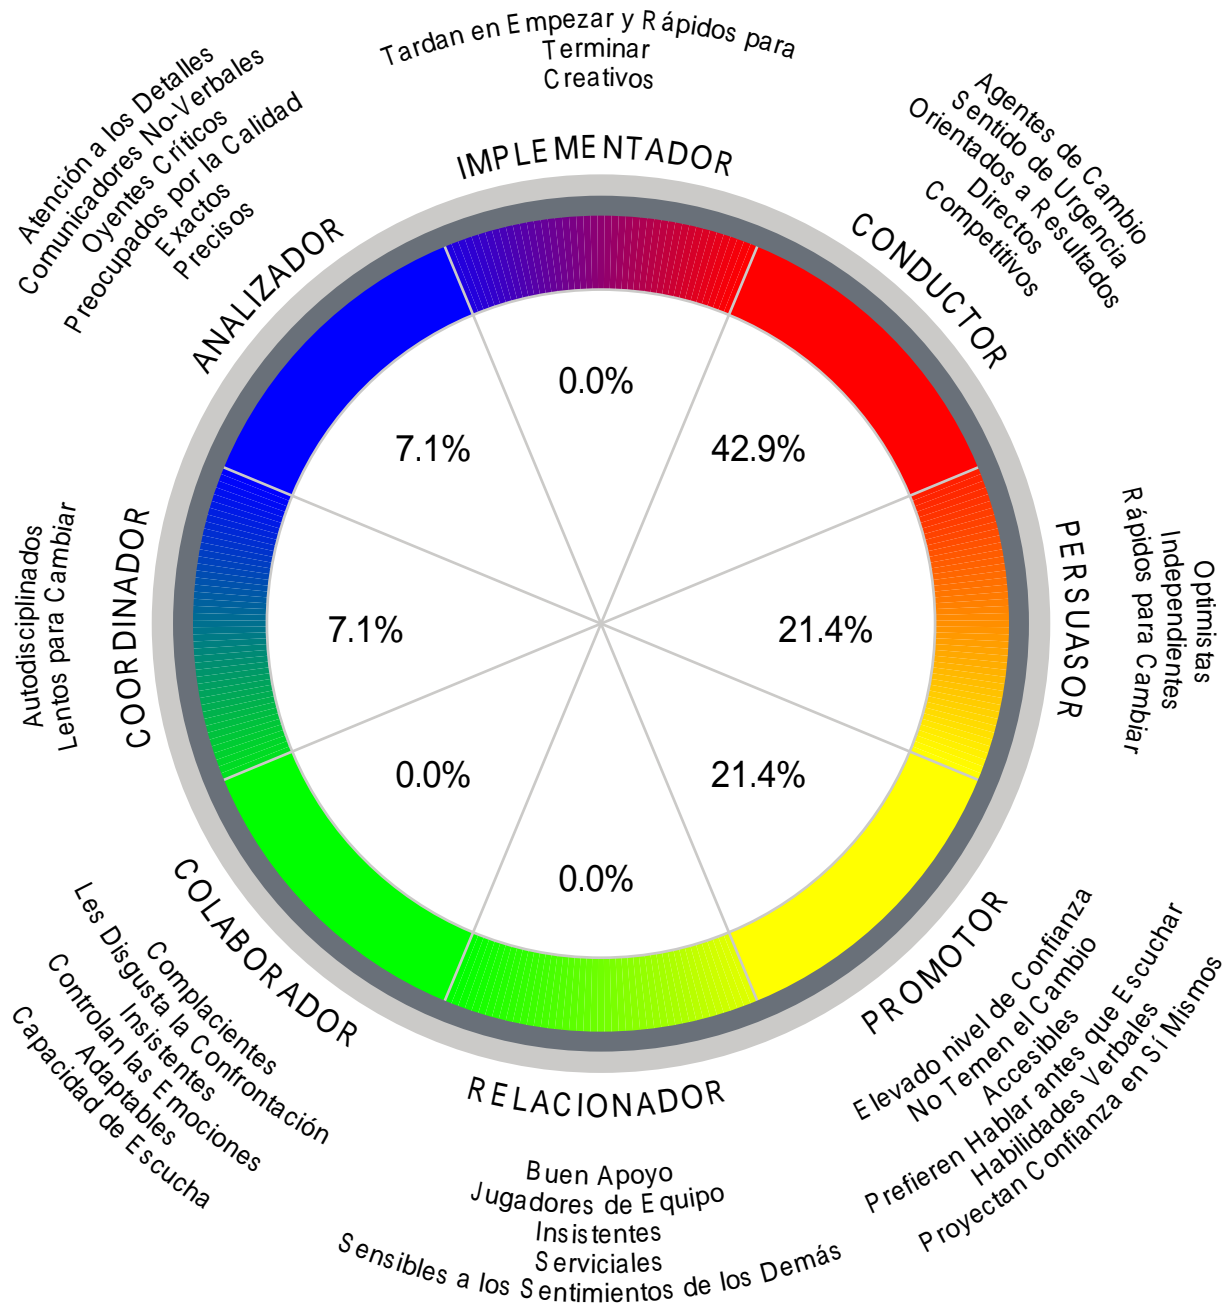 Tardan en Empezar y Rápidos para
Terminar
Creativos
IMPLEMENTADOR
0.0%
Agentes de Cambio
Sentido de Urgencia
Orientados a Resultados
Directos
Competitivos
CONDUCTOR
42.9%
Optimistas
Independientes
Rápidos para Cambiar
PERSUASOR
21.4%
PROMOTOR
21.4%
Elevado nivel de Confianza
No Temen el Cambio
Accesibles
Prefieren Hablar antes que Escuchar
Habilidades Verbales
Proyectan Confianza en Sí Mismos
0.0%
RELACIONADOR
Buen Apoyo
Jugadores de Equipo
Insistentes
Serviciales
Sensibles a los Sentimientos de los Demás
0.0%
COLABORADOR
Complacientes
Les Disgusta la Confrontación
Insistentes
Controlan las Emociones
Adaptables
Capacidad de Escucha
7.1%
COORDINADOR
Autodisciplinados
Lentos para Cambiar
7.1%
ANALIZADOR
Atención a los Detalles
Comunicadores No-Verbales
Oyentes Críticos
Preocupados por la Calidad
Exactos
Precisos